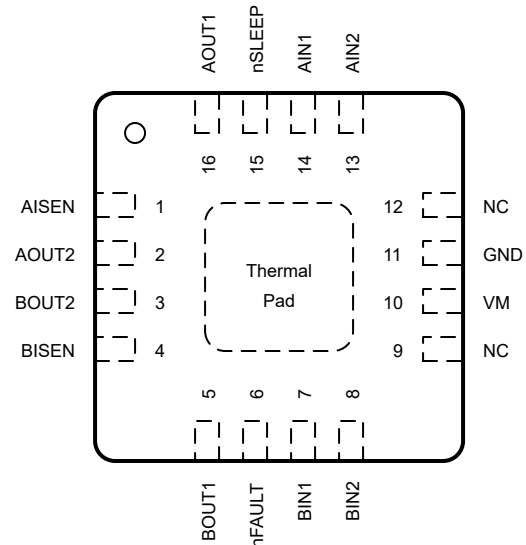 AOUT1
nSLEEP
AIN1
AIN2
16
15
14
13
AISEN 1
AOUT2 2
BOUT2 3
BISEN 4
12 NC
11 GND
10 VM
9 NC
Thermal
Pad
5
6
7
8
BOUT1
nFAULT
BIN1
BIN2